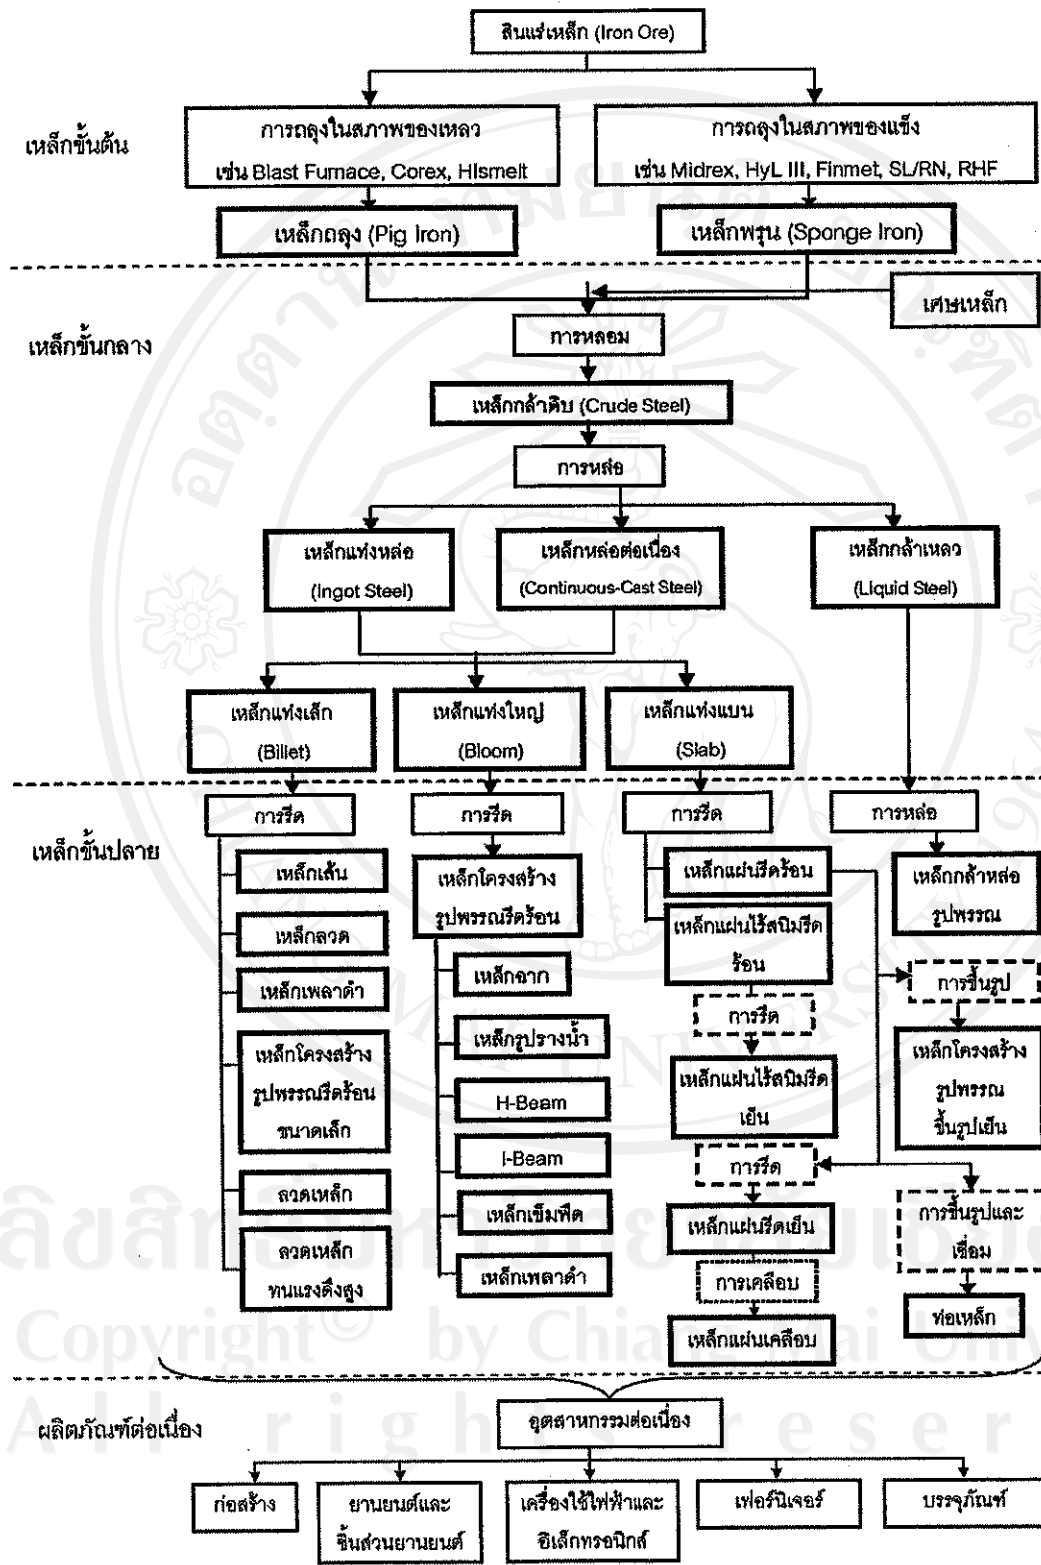 สินแร่เหล็ก (Iron Ore)
เหล็กขั้นต้น
การถลุงในสภาพของเหลว
เช่น Blast Furnace, Corex, HIsmelt
การถลุงในสภาพของแข็ง
เช่น Midrex, HyL III, Finmet, SL/RN, RHF
เหล็กถลุง (Pig Iron)
เหล็กพรุน (Sponge Iron)
เศษเหล็ก
เหล็กขั้นกลาง
การหลอม
เหล็กกล้าดิบ (Crude Steel)
การหล่อ
เหล็กแท่งหล่อ
(Ingot Steel)
เหล็กหล่อต่อเนื่อง
(Continuous-Cast Steel)
เหล็กกล้าเหลว
(Liquid Steel)
เหล็กแท่งเล็ก
(Billet)
เหล็กแท่งใหญ่
(Bloom)
เหล็กแท่งแบน
(Slab)
เหล็กขั้นปลาย
การรีด
เหล็กเส้น
เหล็กลวด
เหล็กเพลาดำ
เหล็กโครงสร้าง
รูปพรรณรีดร้อน
ขนาดเล็ก
ลวดเหล็ก
ลวดเหล็ก
ทนแรงดึงสูง
การรีด
เหล็กโครงสร้าง
รูปพรรณรีดร้อน
เหล็กฉาก
เหล็กรูปรางน้ำ
H-Beam
I-Beam
เหล็กเข็มพืด
เหล็กเพลาดำ
การรีด
เหล็กแผ่นรีดร้อน
เหล็กแผ่นไร้สนิมรีด
ร้อน
การรีด
เหล็กแผ่นไร้สนิมรีด
เย็น
การรีด
เหล็กแผ่นรีดเย็น
การเคลือบ
เหล็กแผ่นเคลือบ
การหล่อ
เหล็กกล้าหล่อ
รูปพรรณ
การขึ้นรูป
เหล็กโครงสร้าง
รูปพรรณ
ขึ้นรูปเย็น
การขึ้นรูปและ
เชื่อม
ท่อเหล็ก
ผลิตภัณฑ์ต่อเนื่อง
อุตสาหกรรมต่อเนื่อง
ก่อสร้าง
ยานยนต์และ
ชิ้นส่วนยานยนต์
เครื่องใช้ไฟฟ้าและ
อิเล็กทรอนิกส์
เฟอร์นิเจอร์
บรรจุภัณฑ์
Copyright© by Chiang Mai Univ
All rights reser